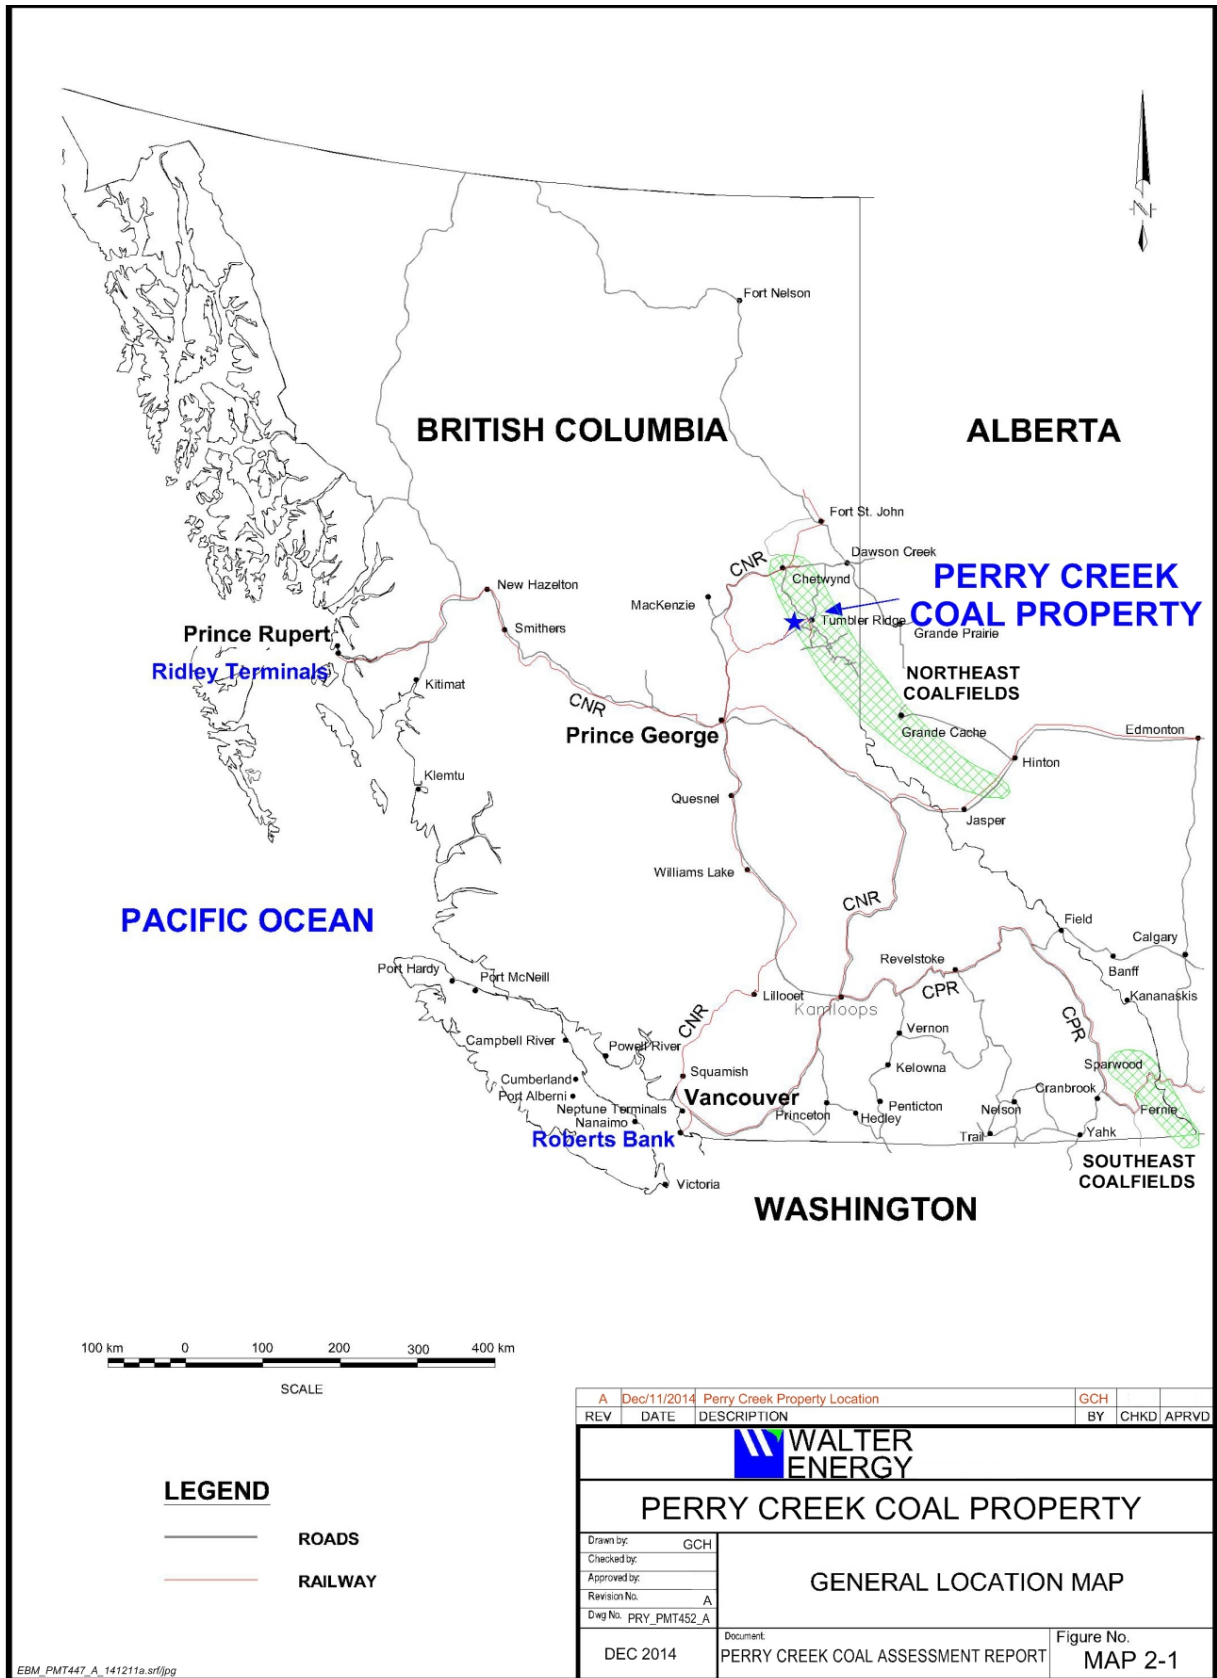 N
Fort Nelson
BRITISH COLUMBIA
ALBERTA
Fort St. John
Dawson Creek
CNR
Chetwynd
PERRY CREEK
COAL PROPERTY
New Hazelton
MacKenzie
Tumbler Ridge
Smithers
Grande Prairie
Prince Rupert
Ridley Terminals
Kitimat
NORTHEAST
COALFIELDS
CNR
Prince George
Grande Cache
Edmonton
Hinton
Klemtu
Quesnel
Jasper
Williams Lake
CNR
PACIFIC OCEAN
Field
Calgary
Revelstoke
Banff
Port Hardy
Port McNeill
CPR
Lillooet
Kananaskis
Kamloops
CNR
CPR
Vernon
Campbell River
Powell River
Sparwood
Kelowna
Squamish
Cumberland
Cranbrook
Port Alberni
Vancouver
Neptune Terminals
Princeton
Penticton
Nelson
Fernie
Hedley
Nanaimo
Roberts Bank
Trail
Yahk
SOUTHEAST
COALFIELDS
Victoria
WASHINGTON
100 km 0 100 200 300 400 km
SCALE
A Dec/11/2014 Perry Creek Property Location GCH
REV DATE DESCRIPTION BY CHKD APRVD
WALTER
ENERGY
LEGEND
ROADS
RAILWAY
PERRY CREEK COAL PROPERTY
Drawn by: GCH
Checked by:
Approved by:
Revision No. A
Dwg No. PRY_PMT452_A
GENERAL LOCATION MAP
DEC 2014
Document:
PERRY CREEK COAL ASSESSMENT REPORT
Figure No.
MAP 2-1
EBM_PMT447_A_141211a.srf/jpg